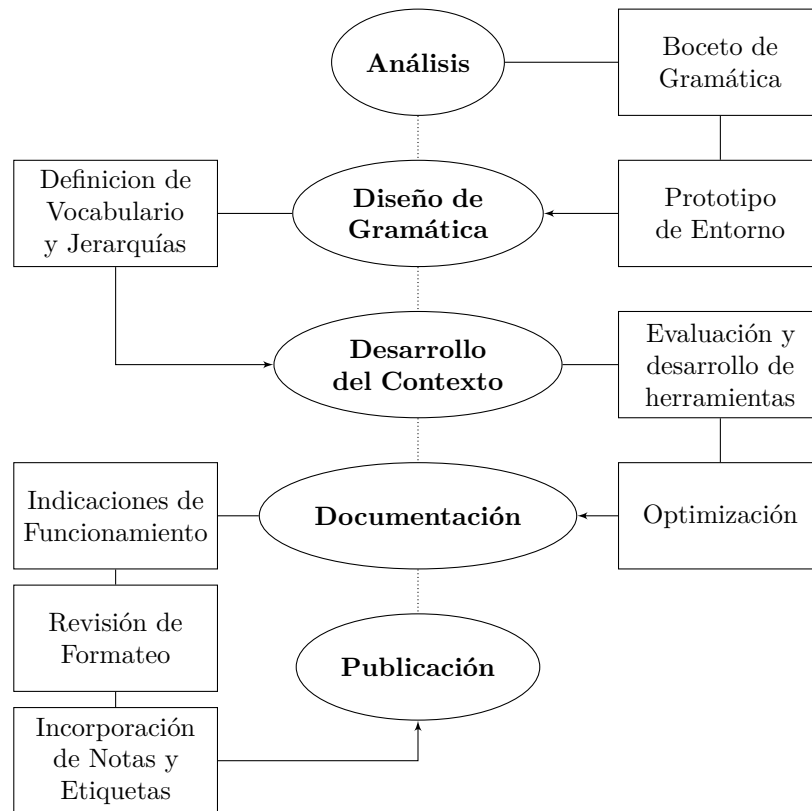 Análisis
Boceto de
Gramática
Definicion de
Vocabulario
y Jerarquías
Diseño de
Gramática
Prototipo
de Entorno
Desarrollo
del Contexto
Evaluación y
desarrollo de
herramientas
Indicaciones de
Funcionamiento
Documentación
Optimización
Revisión de
Formateo
Publicación
Incorporación
de Notas y
Etiquetas